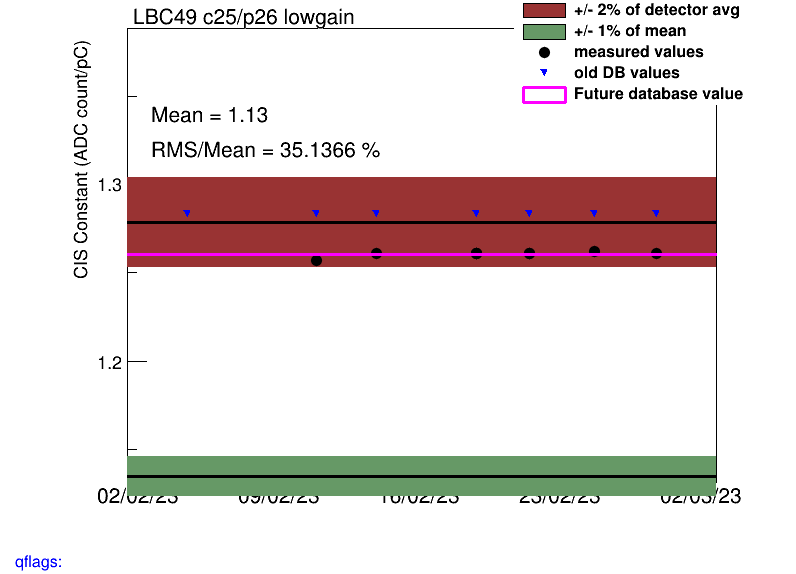 LBC49 c25/p26 lowgain
+/- 2% of detector avg
+/- 1% of mean
measured values
old DB values
Future database value
Mean = 1.13
RMS/Mean = 35.1366 %
CIS Constant (ADC count/pC)
1.3
1.2
02/02/23 09/02/23 16/02/23 23/02/23 02/03/23
qflags: